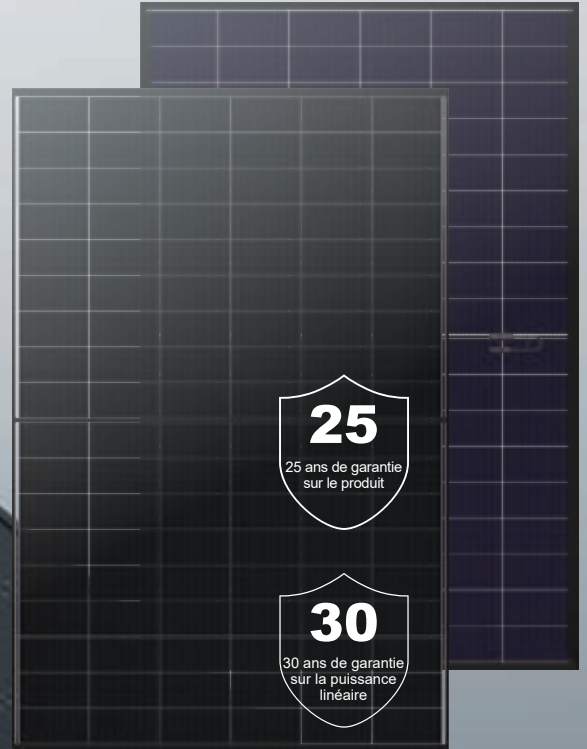 25
25 ans de garantie
sur le produit
30
30 ans de garantie
sur la puissance
linéaire